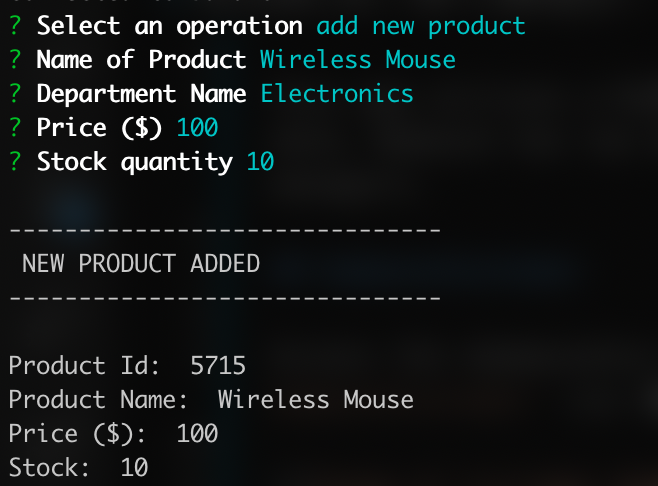 ? Select an operation add new product
? Name of Product Wireless Mouse
? Department Name Electronics
? Price ($) 100
? Stock quantity 10
-------------------------------
NEW PRODUCT ADDED
-------------------------------
Product Id:  5715
Product Name:  Wireless Mouse
Price ($):  100
Stock:  10